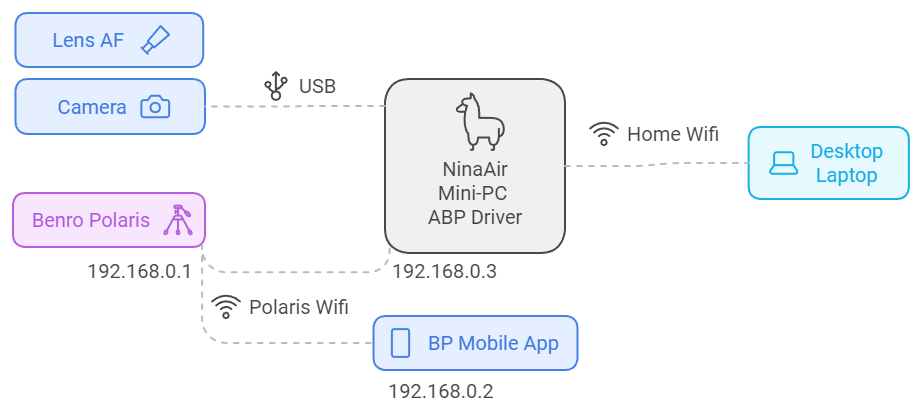 Lens AF
Camera
USB
NinaAir
Mini-PC
ABP Driver
Home Wifi
Desktop
Laptop
Benro Polaris
192.168.0.1
192.168.0.3
Polaris Wifi
BP Mobile App
192.168.0.2